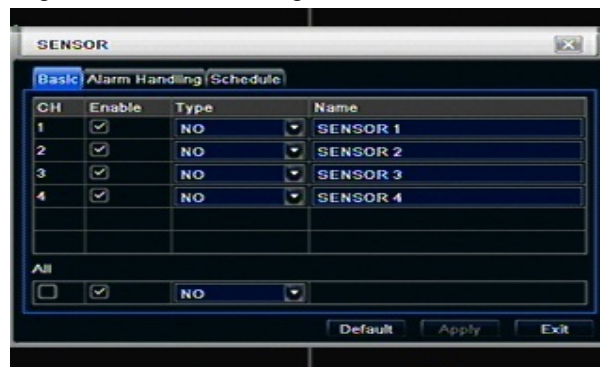 SENSOR
Basic Alarm Handling Schedule
CH Enable Type Name
1 NO SENSOR 1
2 NO SENSOR 2
3 NO SENSOR 3
4 NO SENSOR 4
All
NO
Default Apply Exit